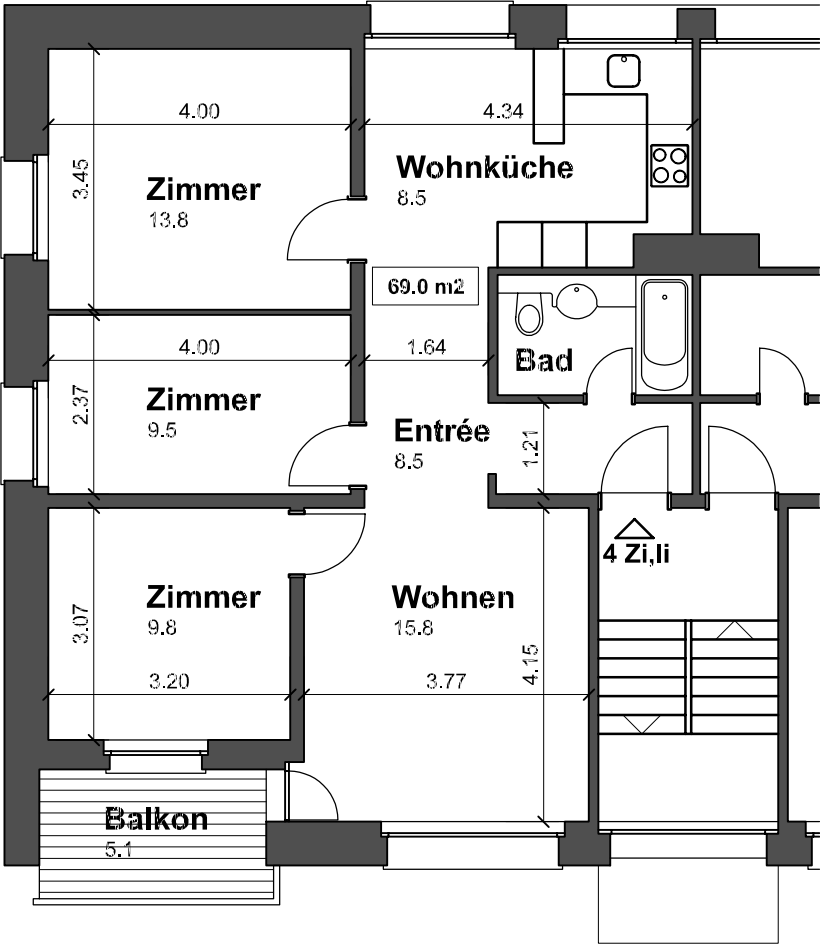 4.00
4.34
3.45
Zimmer
13.8
Wohnküche
8.5
69.0 m2
4.00
1.64
2.37
Zimmer
9.5
Bad
Entrée
8.5
1.21
4 Zi,li
Zimmer
9.8
3.07
3.20
Wohnen
15.8
3.77
4.15
Balkon
5.1